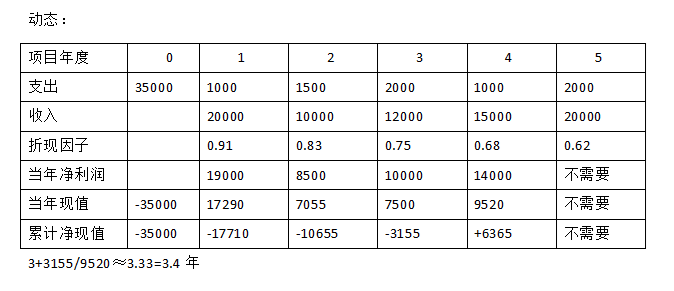 动态：
项目年度 0 1 2 3 4 5
支出 35000 1000 1500 2000 1000 2000
收入 20000 10000 12000 15000 20000
折现因子 0.91 0.83 0.75 0.68 0.62
当年净利润 19000 8500 10000 14000 不需要
当年现值 -35000 17290 7055 7500 9520 不需要
累计净现值 -35000 -17710 -10655 -3155 +6365 不需要
3+3155/9520≈3.33=3.4 年